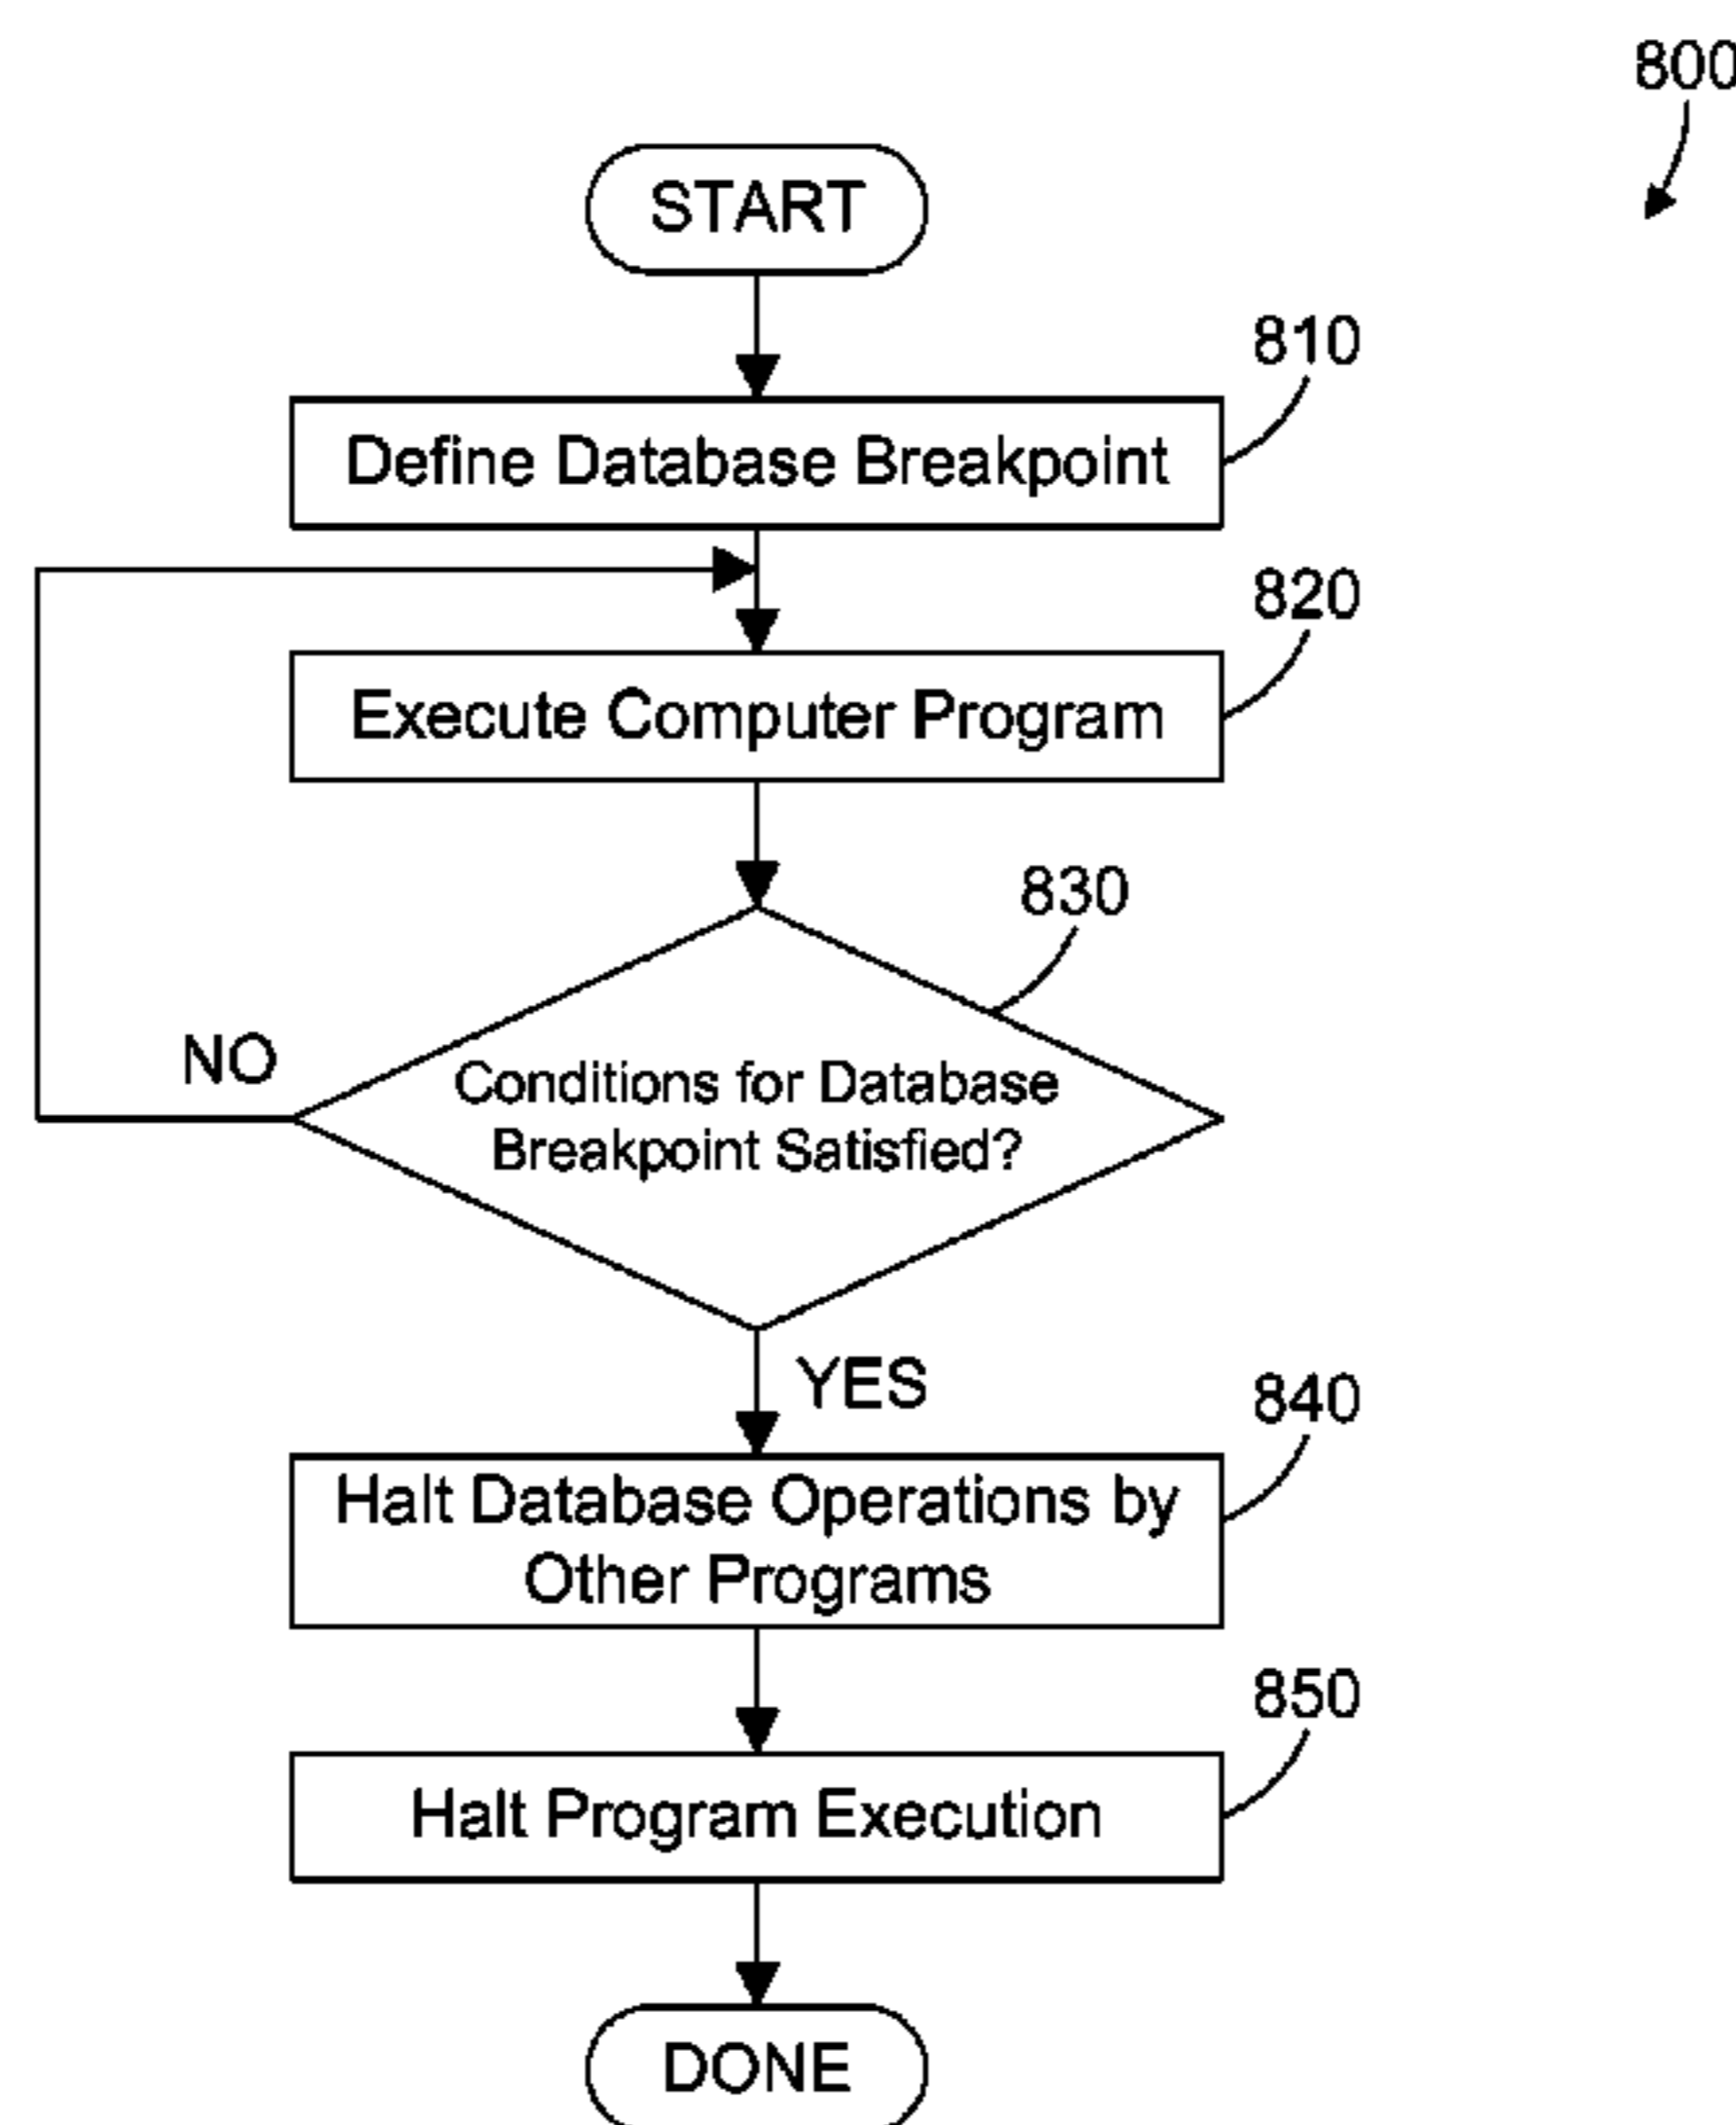 800
START
810
Define Database Breakpoint
820
Execute Computer Program
830
NO
Conditions for Database
Breakpoint Satisfied?
YES
840
Halt Database Operations by
Other Programs
850
Halt Program Execution
DONE